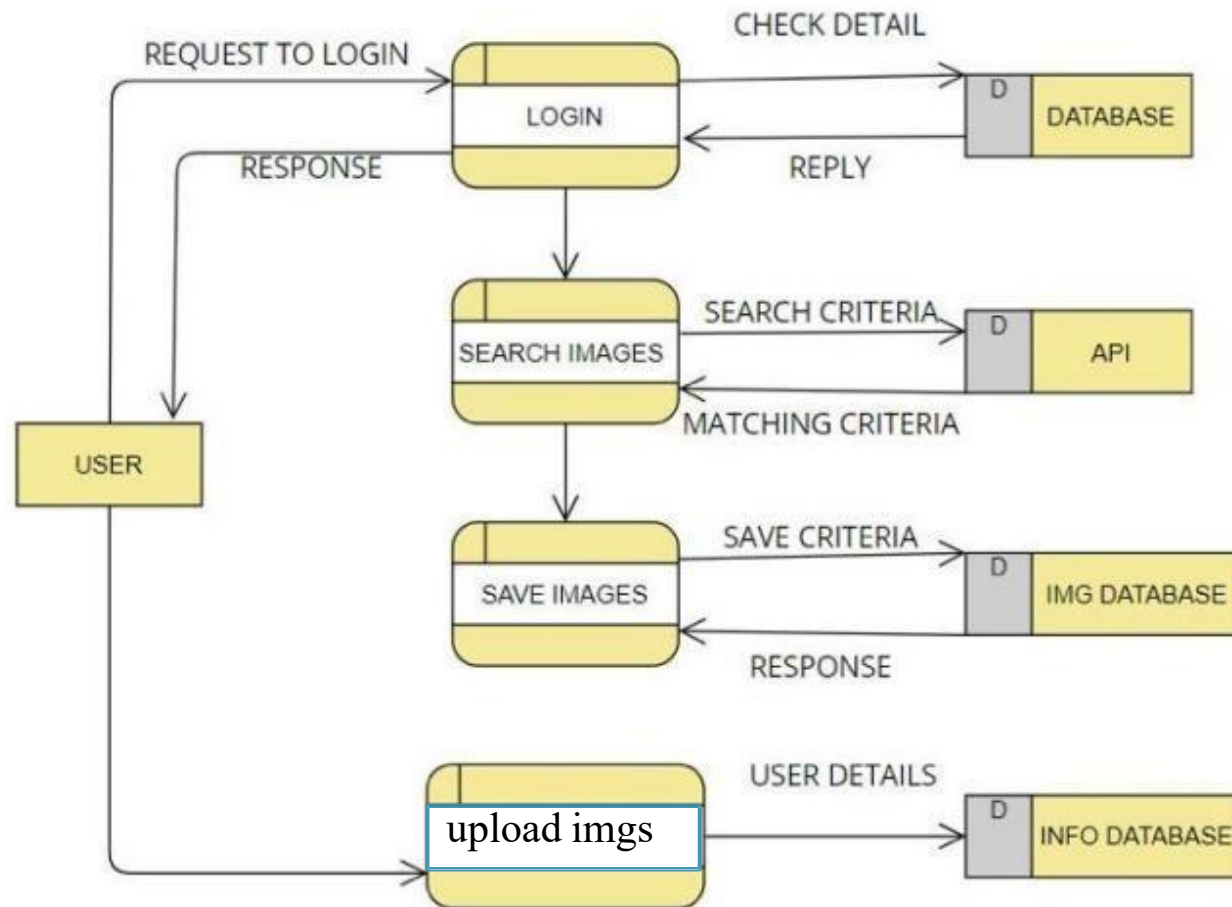 CHECK DETAIL
REQUEST TO LOGIN
D
LOGIN
DATABASE
RESPONSE
REPLY
SEARCH CRITERIA
D
SEARCH IMAGES
API
MATCHING CRITERIA
USER
SAVE CRITERIA
D
SAVE IMAGES
IMG DATABASE
RESPONSE
USER DETAILS
D
upload imgs
INFO DATABASE